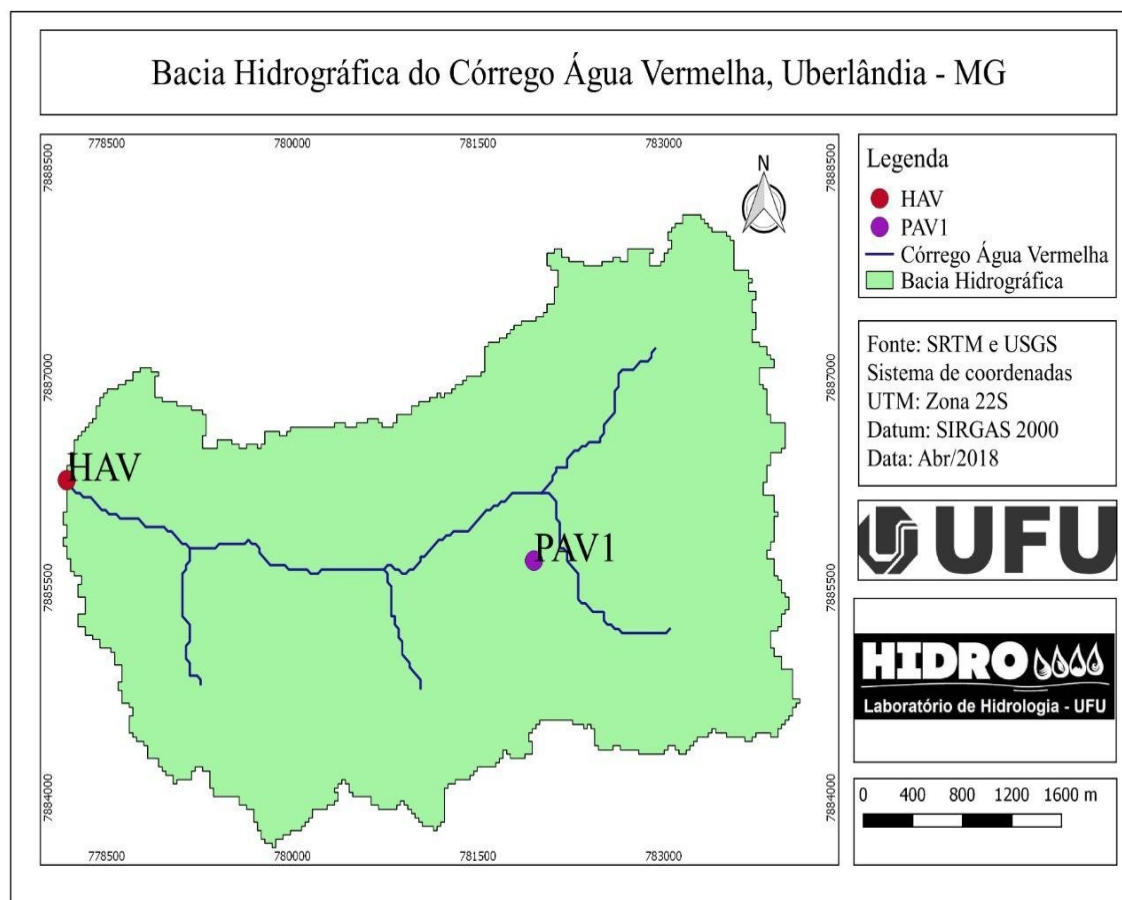 Bacia Hidrográfica do Córrego Água Vermelha, Uberlândia - MG
778500 780000 781500 783000
7888500 7888500
N
Legenda
HAV
PAV1
Córrego Água Vermelha
Bacia Hidrográfica
Fonte: SRTM e USGS
Sistema de coordenadas
UTM: Zona 22S
Datum: SIRGAS 2000
Data: Abr/2018
7887000 7887000
HAV
PAV1
7885500 7885500
UFU
HIDRO
Laboratório de Hidrologia - UFU
7884000 7884000
0 400 800 1200 1600 m
778500 780000 781500 783000